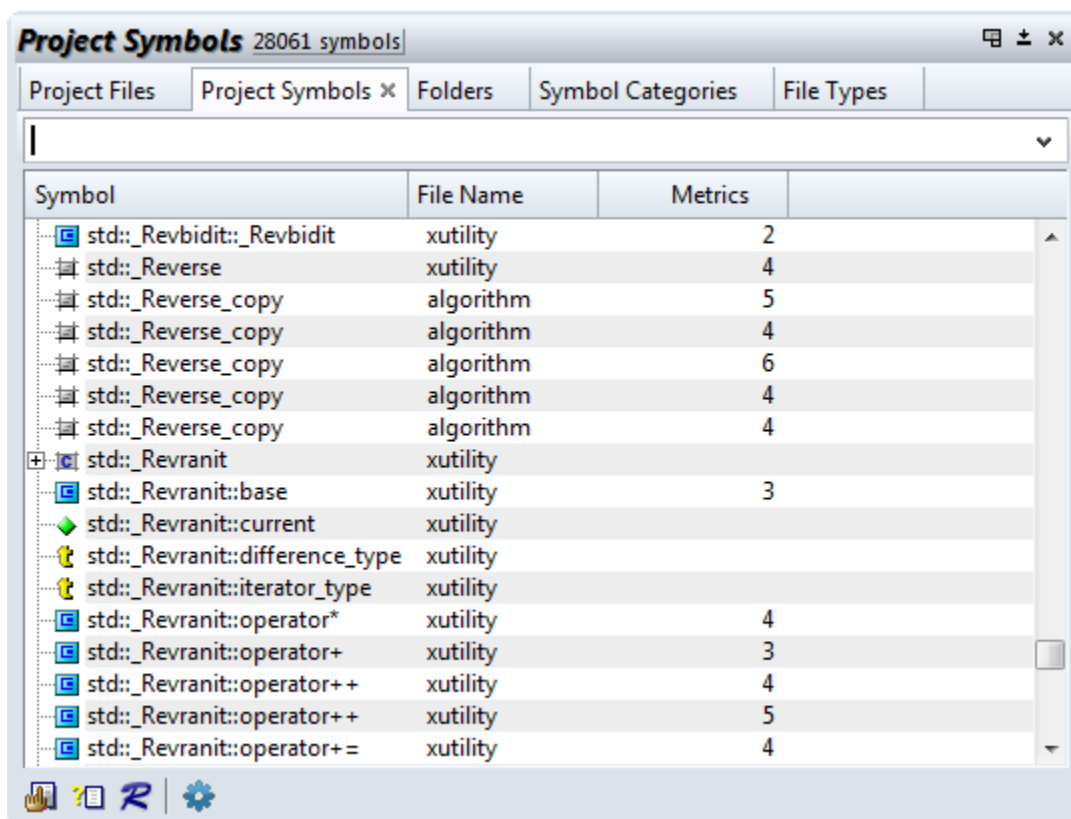 Project Symbols 28061 symbols
Project Files Project Symbols Folders Symbol Categories File Types
Symbol File Name Metrics
std::_Revbidit::_Revbidit xutility 2
std::_Reverse xutility 4
std::_Reverse_copy algorithm 5
std::_Reverse_copy algorithm 4
std::_Reverse_copy algorithm 6
std::_Reverse_copy algorithm 4
std::_Reverse_copy algorithm 4
std::_Revranit xutility
std::_Revranit::base xutility 3
std::_Revranit::current xutility
std::_Revranit::difference_type xutility
std::_Revranit::iterator_type xutility
std::_Revranit::operator* xutility 4
std::_Revranit::operator+ xutility 3
std::_Revranit::operator++ xutility 4
std::_Revranit::operator++ xutility 5
std::_Revranit::operator+= xutility 4